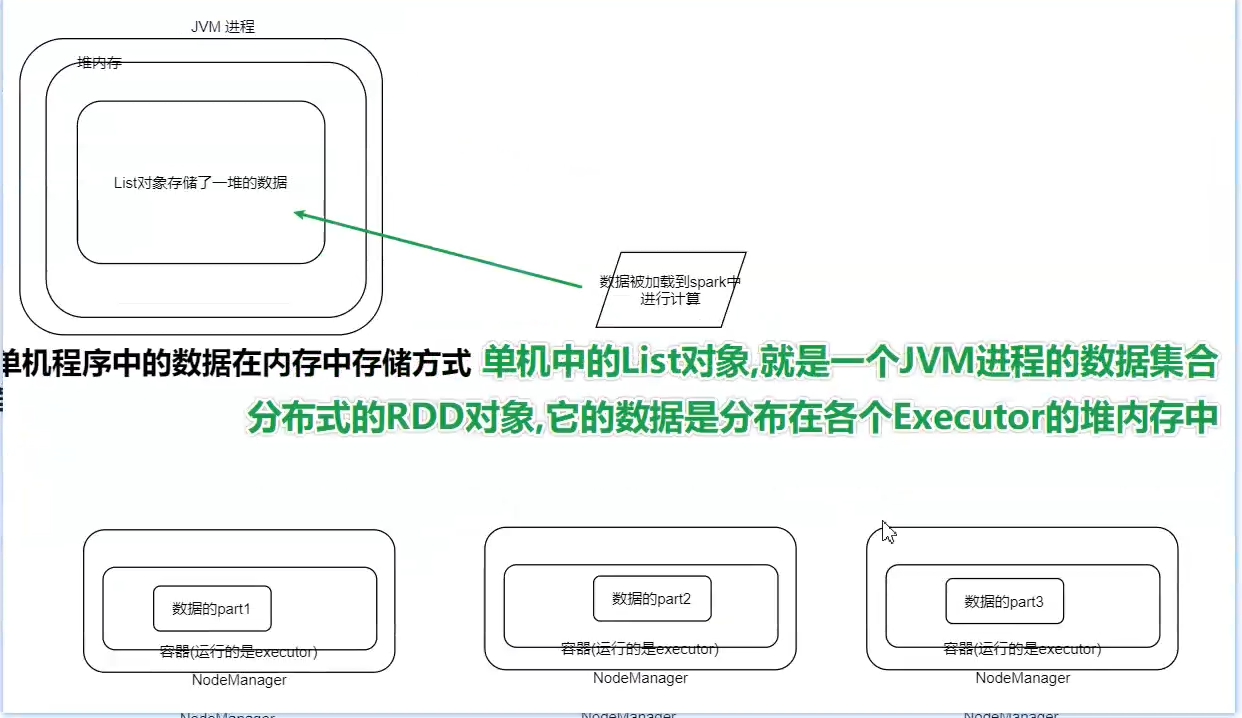 JVM 进程
堆内存
List对象存储了一堆的数据
数据被加载到spark中
进行计算
单机程序中的数据在内存中存储方式
单机中的List对象,就是一个JVM进程的数据集合
分布式的RDD对象,它的数据是分布在各个Executor的堆内存中
数据的part1
容器(运行的是executor)
NodeManager
数据的part2
容器(运行的是executor)
NodeManager
数据的part3
容器(运行的是executor)
NodeManager
NodeManager
NodeManager
NodeManager